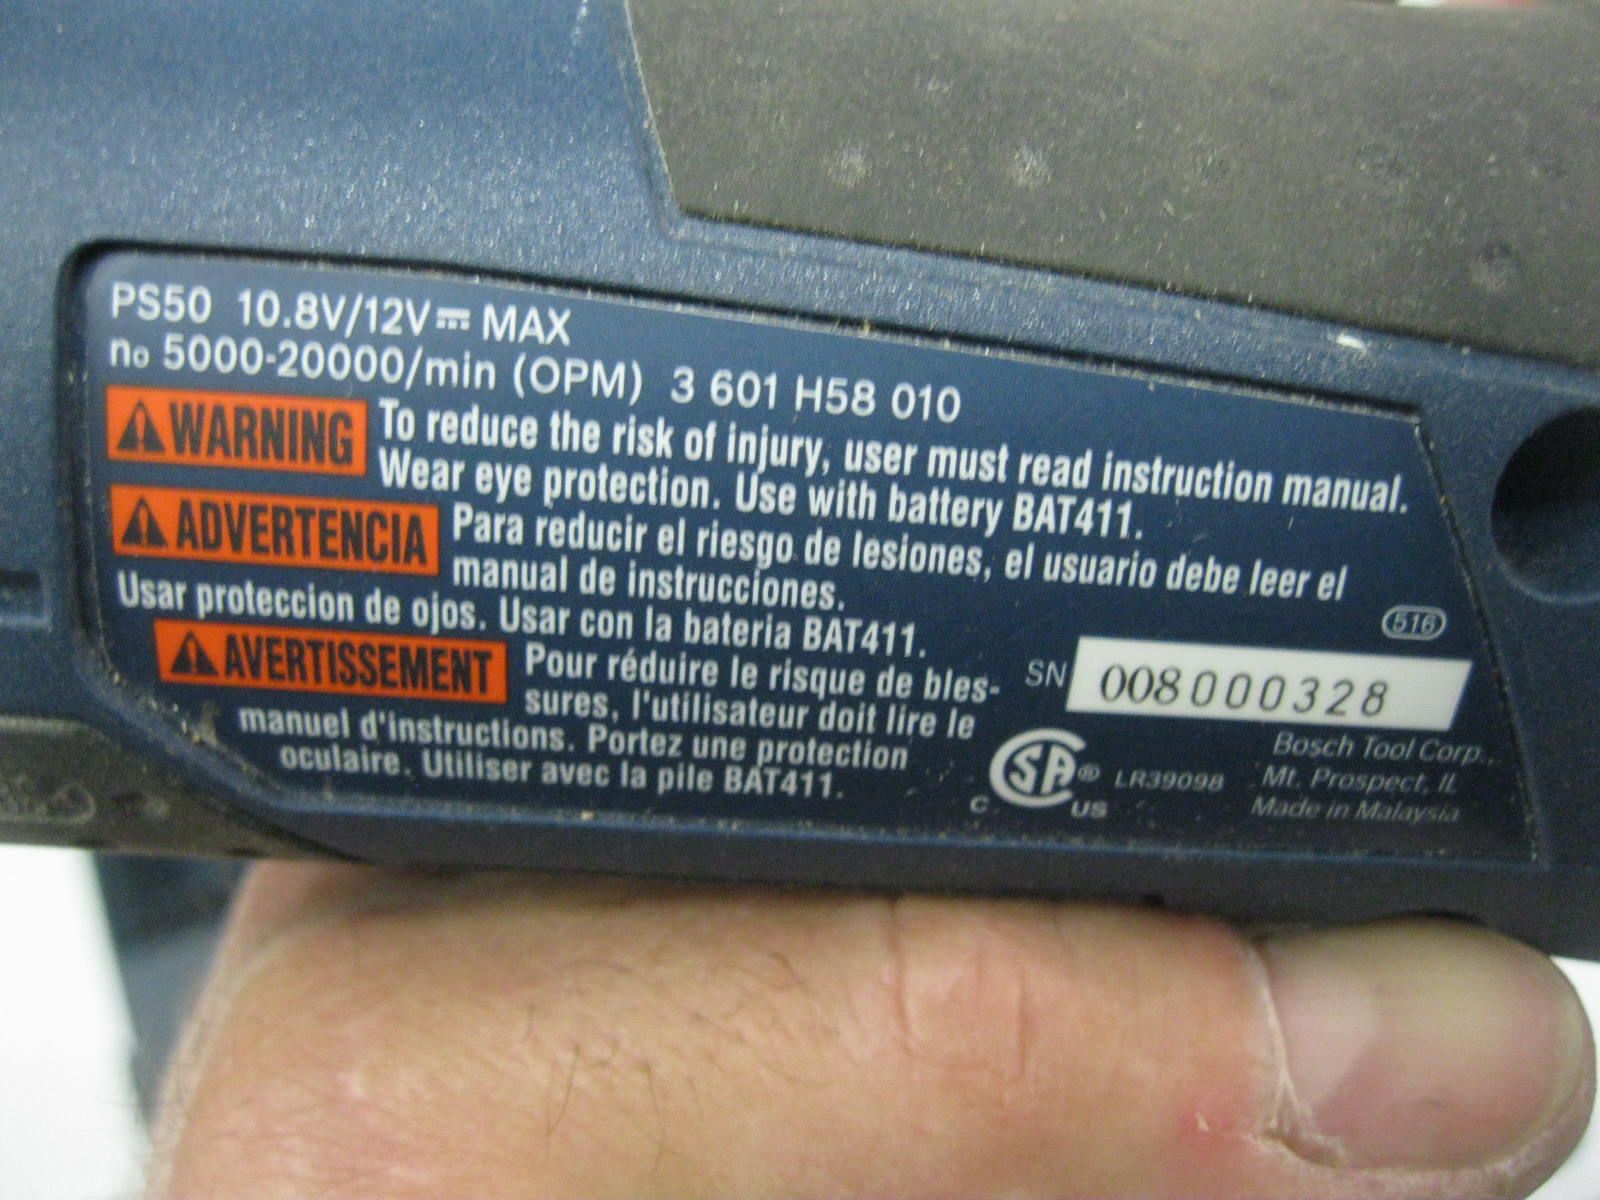 PS50 10.8V/12V⎓ MAX
no 5000-20000/min (OPM) 3 601 H58 010
WARNING To reduce the risk of injury, user must read instruction manual.
Wear eye protection. Use with battery BAT411.
ADVERTENCIA Para reducir el riesgo de lesiones, el usuario debe leer el
manual de instrucciones.
Usar proteccion de ojos. Usar con la bateria BAT411.
AVERTISSEMENT Pour réduire le risque de bles-
sures, l'utilisateur doit lire le
manuel d'instructions. Portez une protection
oculaire. Utiliser avec la pile BAT411.
516
SN 008000328
C SA ® US LR39098
Bosch Tool Corp.
Mt. Prospect, IL
Made in Malaysia